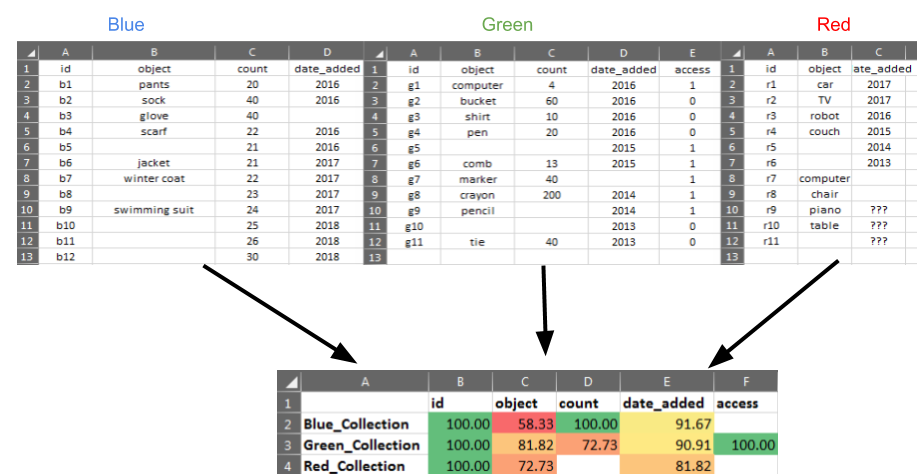 Blue Green Red
A B C D A B C D E A B C
1 id object count date_added 1 id object count date_added access 1 id object ate_added
2 b1 pants 20 2016 2 g1 computer 4 2016 1 2 r1 car 2017
3 b2 sock 40 2016 3 g2 bucket 60 2016 0 3 r2 TV 2017
4 b3 glove 40 4 g3 shirt 10 2016 0 4 r3 robot 2016
5 b4 scarf 22 2016 5 g4 pen 20 2016 0 5 r4 couch 2015
6 b5 21 2016 6 g5 2015 1 6 r5 2014
7 b6 jacket 21 2017 7 g6 comb 13 2015 1 7 r6 2013
8 b7 winter coat 22 2017 8 g7 marker 40 1 8 r7 computer
9 b8 23 2017 9 g8 crayon 200 2014 1 9 r8 chair
10 b9 swimming suit 24 2017 10 g9 pencil 2014 1 10 r9 piano ???
11 b10 25 2018 11 g10 2013 0 11 r10 table ???
12 b11 26 2018 12 g11 tie 40 2013 0 12 r11 ???
13 b12 30 2018 13 13
A B C D E F
1 id object count date_added access
2 Blue_Collection 100.00 58.33 100.00 91.67
3 Green_Collection 100.00 81.82 72.73 90.91 100.00
4 Red_Collection 100.00 72.73 81.82